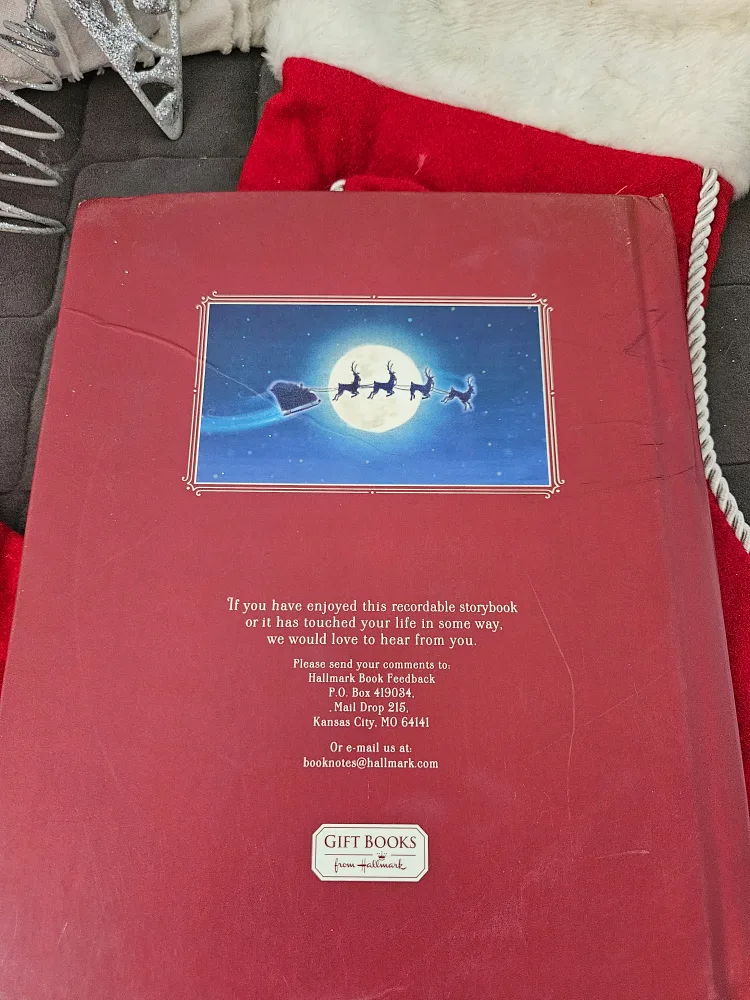 If you have enjoyed this recordable storybook
or it has touched your life in some way,
we would love to hear from you.
Please send your comments to:
Hallmark Book Feedback
P.O. Box 419034,
Mail Drop 215,
Kansas City, MO 64141
Or e-mail us at:
booknotes@hallmark.com
GIFT BOOKS
from Hallmark